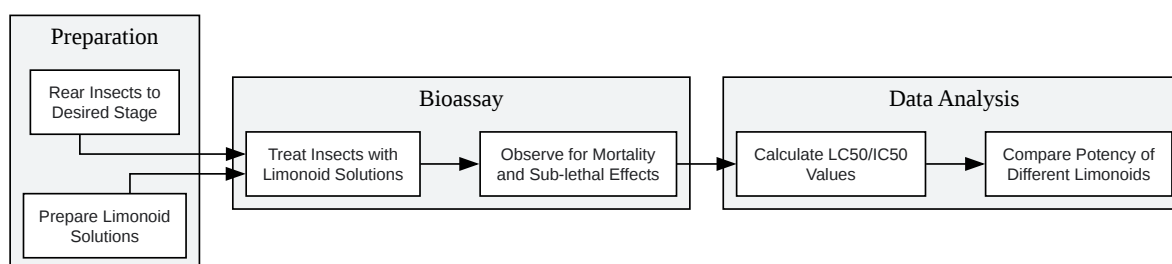 Preparation
Rear Insects to
Desired Stage
Prepare Limonoid
Solutions
Bioassay
Treat Insects with
Limonoid Solutions
Observe for Mortality
and Sub-lethal Effects
Data Analysis
Calculate LC50/IC50
Values
Compare Potency of
Different Limonoids